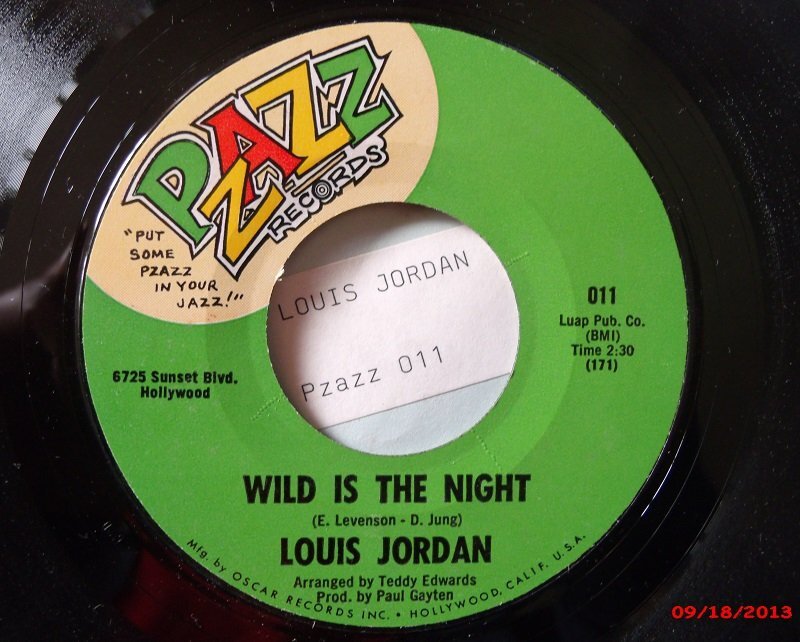 PZAZZ
RECORDS
"PUT
SOME
PZAZZ
IN YOUR
JAZZ!"
6725 Sunset Blvd.
Hollywood
LOUIS JORDAN
Pzazz 011
011
Luap Pub. Co.
(BMI)
Time 2:30
(171)
WILD IS THE NIGHT
(E. Levenson - D. Jung)
LOUIS JORDAN
Arranged by Teddy Edwards
Prod. by Paul Gayten
Mfg. by OSCAR RECORDS INC. • HOLLYWOOD, CALIF. U.S.A.
09/18/2013